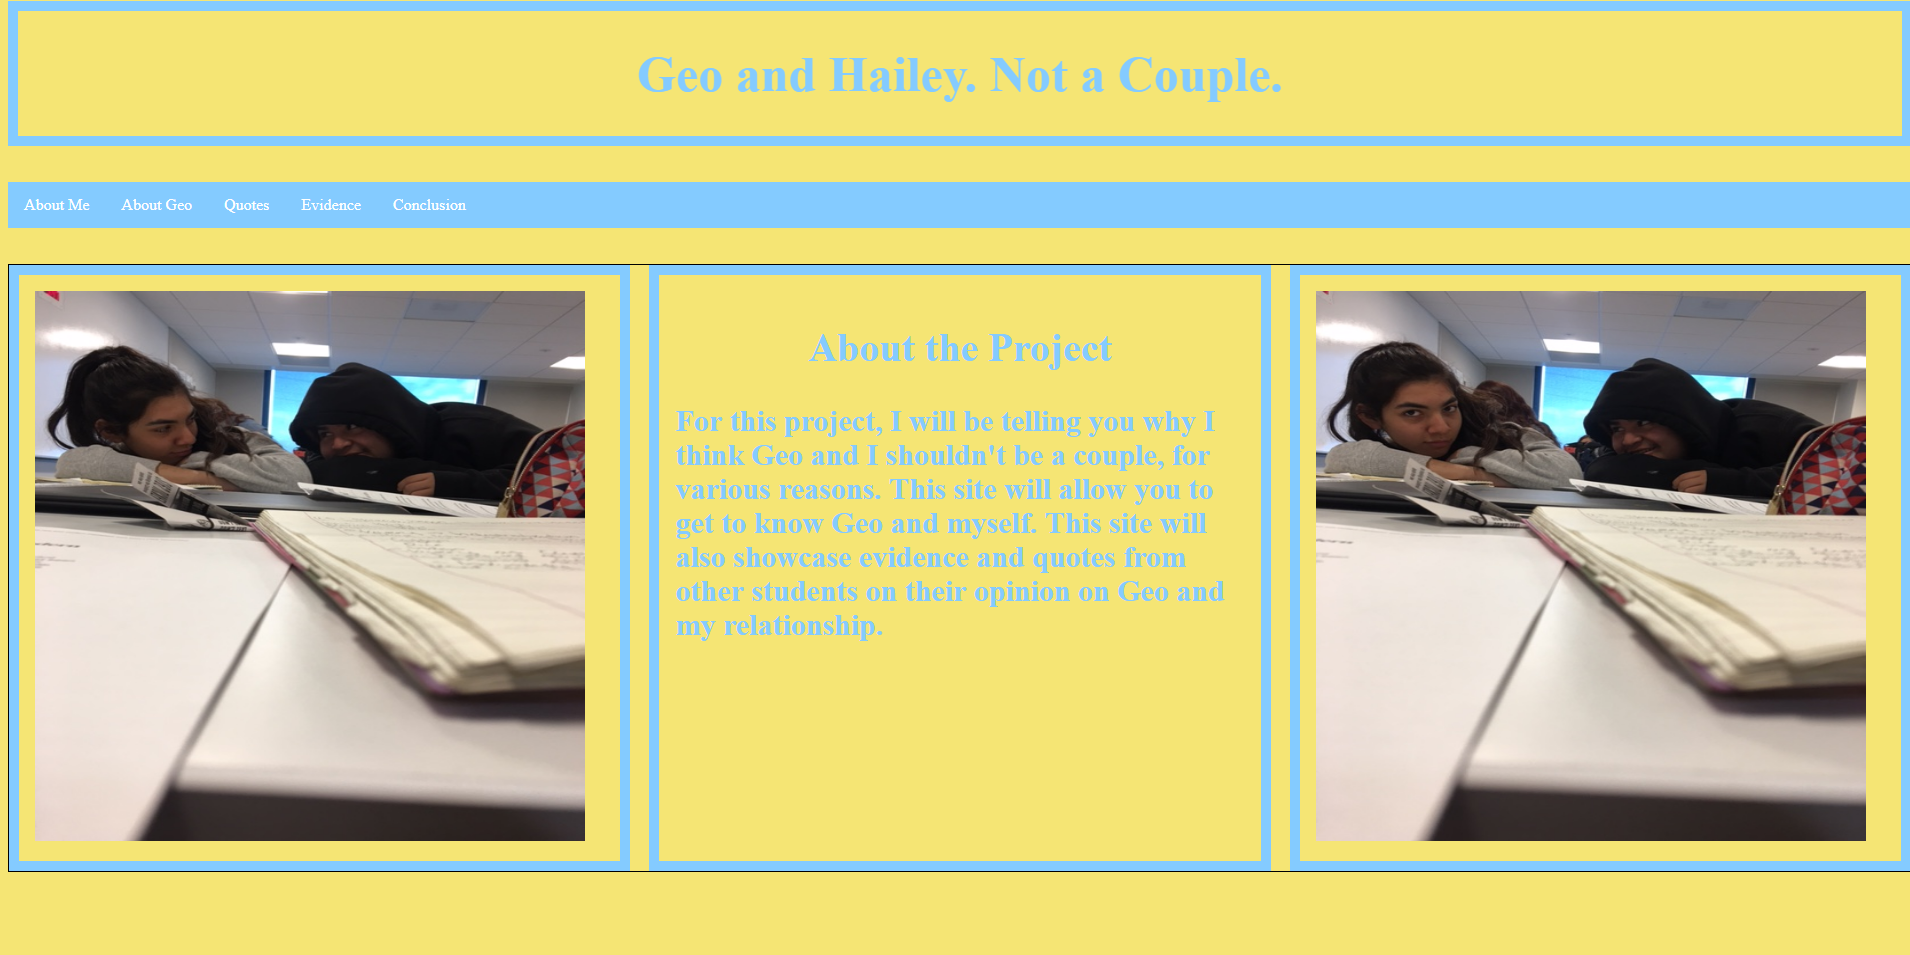 Geo and Hailey. Not a Couple.
About Me About Geo Quotes Evidence Conclusion
About the Project
For this project, I will be telling you why I
think Geo and I shouldn't be a couple, for
various reasons. This site will allow you to
get to know Geo and myself. This site will
also showcase evidence and quotes from
other students on their opinion on Geo and
my relationship.